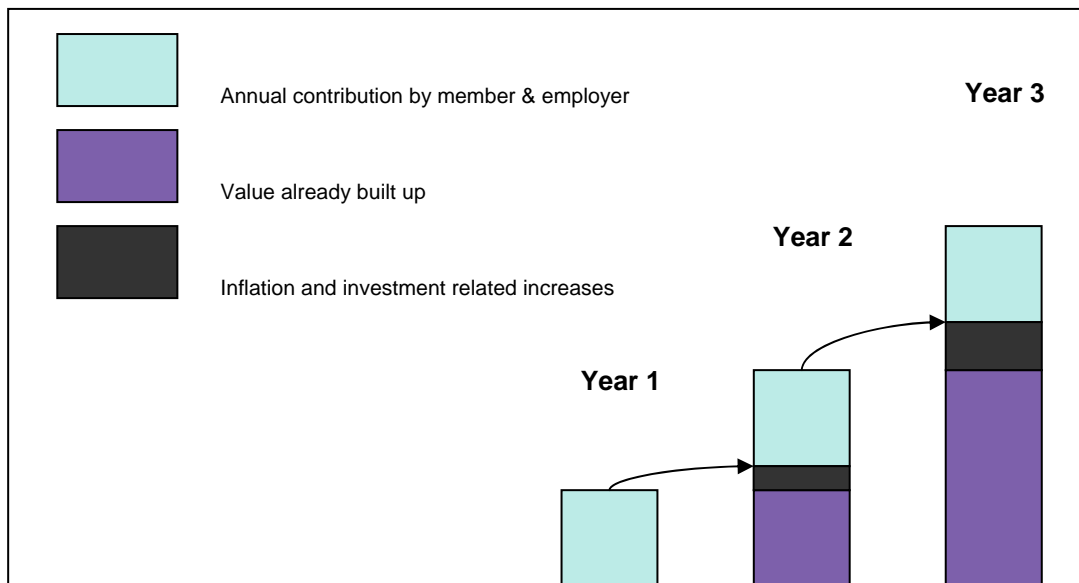 Annual contribution by member & employer
Year 3
Value already built up
Year 2
Inflation and investment related increases
Year 1